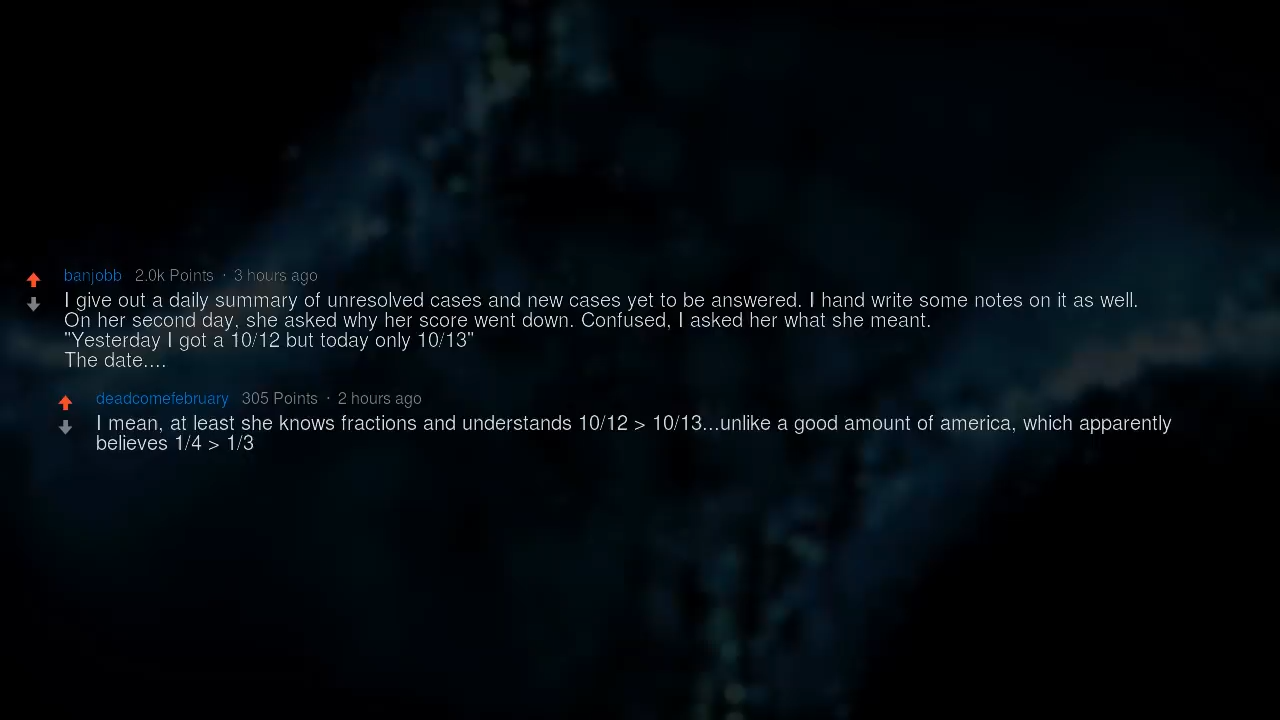 banjobb 2.0k Points · 3 hours ago
I give out a daily summary of unresolved cases and new cases yet to be answered. I hand write some notes on it as well.
On her second day, she asked why her score went down. Confused, I asked her what she meant.
"Yesterday I got a 10/12 but today only 10/13"
The date....
deadcomefebruary 305 Points · 2 hours ago
I mean, at least she knows fractions and understands 10/12 > 10/13...unlike a good amount of america, which apparently
believes 1/4 > 1/3